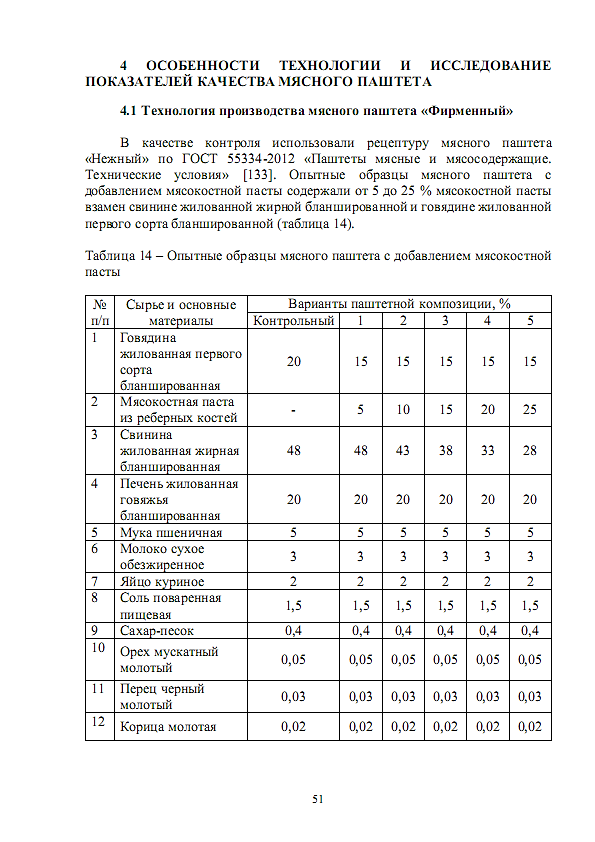 4 ОСОБЕННОСТИ ТЕХНОЛОГИИ И ИССЛЕДОВАНИЕ
ПОКАЗАТЕЛЕЙ КАЧЕСТВА МЯСНОГО ПАШТЕТА
4.1 Технология производства мясного паштета «Фирменный»
В качестве контроля использовали рецептуру мясного паштета
«Нежный» по ГОСТ 55334-2012 «Паштеты мясные и мясосодержащие.
Технические условия» [133]. Опытные образцы мясного паштета с
добавлением мясокостной пасты содержали от 5 до 25 % мясокостной пасты
взамен свинине жилованной жирной бланшированной и говядине жилованной
первого сорта бланшированной (таблица 14).
Таблица 14 – Опытные образцы мясного паштета с добавлением мясокостной
пасты
№ п/п Сырье и основные материалы Варианты паштетной композиции, %
Контрольный 1 2 3 4 5
1 Говядина
жилованная первого
сорта
бланшированная
20 15 15 15 15 15
2 Мясокостная паста
из реберных костей
- 5 10 15 20 25
3 Свинина
жилованная жирная
бланшированная
48 48 43 38 33 28
4 Печень жилованная
говяжья
бланшированная
20 20 20 20 20 20
5 Мука пшеничная 5 5 5 5 5 5
6 Молоко сухое
обезжиренное
3 3 3 3 3 3
7 Яйцо куриное 2 2 2 2 2 2
8 Соль поваренная
пищевая
1,5 1,5 1,5 1,5 1,5 1,5
9 Сахар-песок 0,4 0,4 0,4 0,4 0,4 0,4
10 Орех мускатный
молотый
0,05 0,05 0,05 0,05 0,05 0,05
11 Перец черный
молотый
0,03 0,03 0,03 0,03 0,03 0,03
12 Корица молотая 0,02 0,02 0,02 0,02 0,02 0,02
51